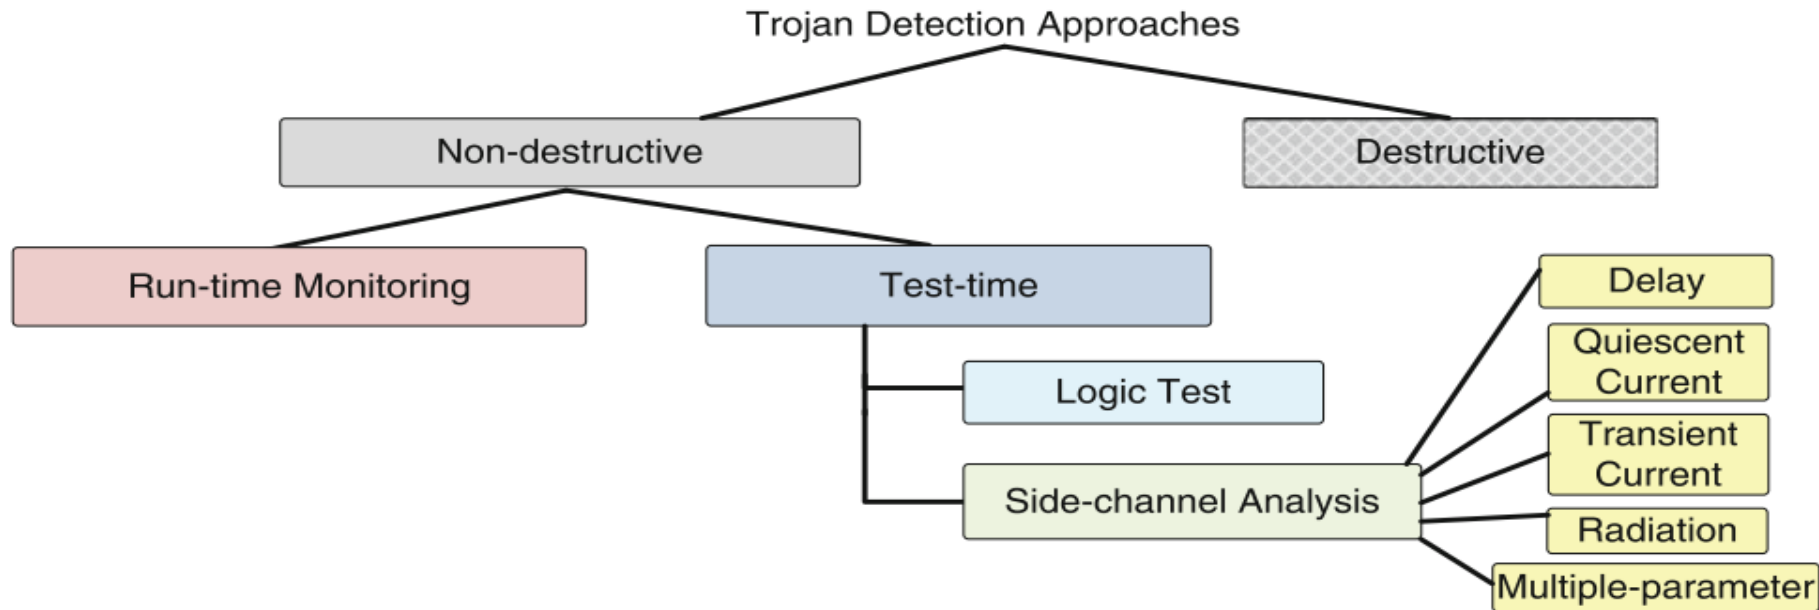 Trojan Detection Approaches
Non-destructive
Destructive
Run-time Monitoring
Test-time
Delay
Quiescent
Current
Logic Test
Transient
Current
Side-channel Analysis
Radiation
Multiple-parameter